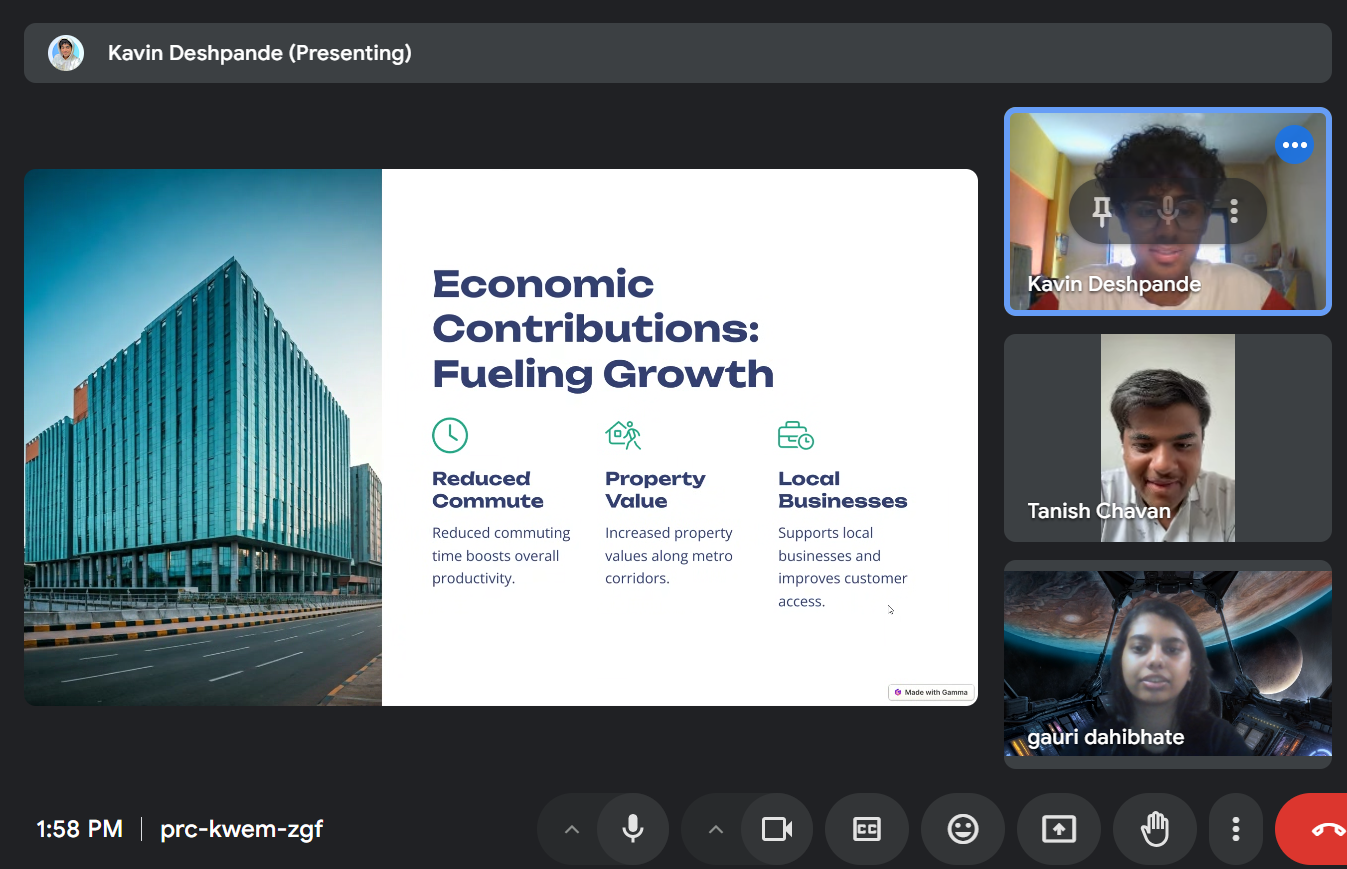 Kavin Deshpande (Presenting)
Economic
Contributions:
Fueling Growth
Reduced
Commute
Reduced commuting
time boosts overall
productivity.
Property
Value
Increased property
values along metro
corridors.
Local
Businesses
Supports local
businesses and
improves customer
access.
Made with Gamma
Kavin Deshpande
Tanish Chavan
gauri dahibhate
1:58 PM | prc-kwem-zgf
CC